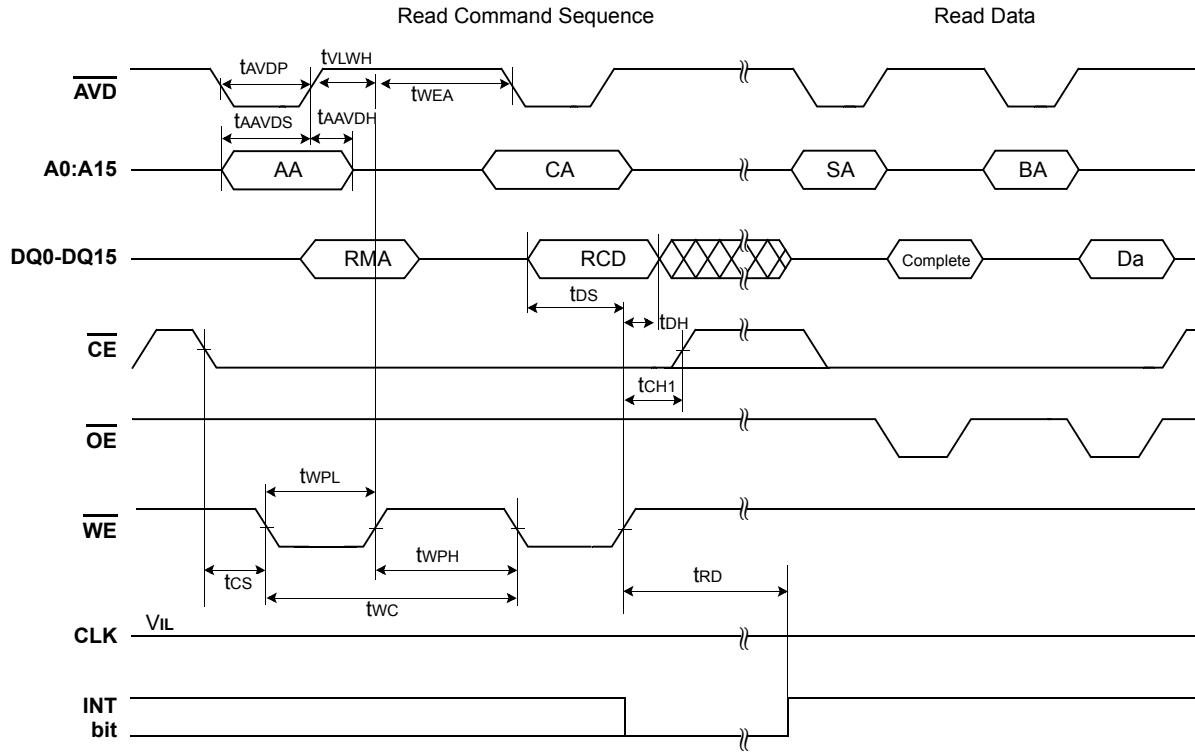 Read Command Sequence Read Data
tAVDP tVLWH
AVD
tWEA
tAAVDS tAAVDH
A0:A15 AA CA SA BA
DQ0-DQ15 RMA RCD Complete Da
tDS
tDH
CE
tCH1
OE
tWPL
WE
tWPH
tCS tRD
tWC
VIL
CLK
INT
bit